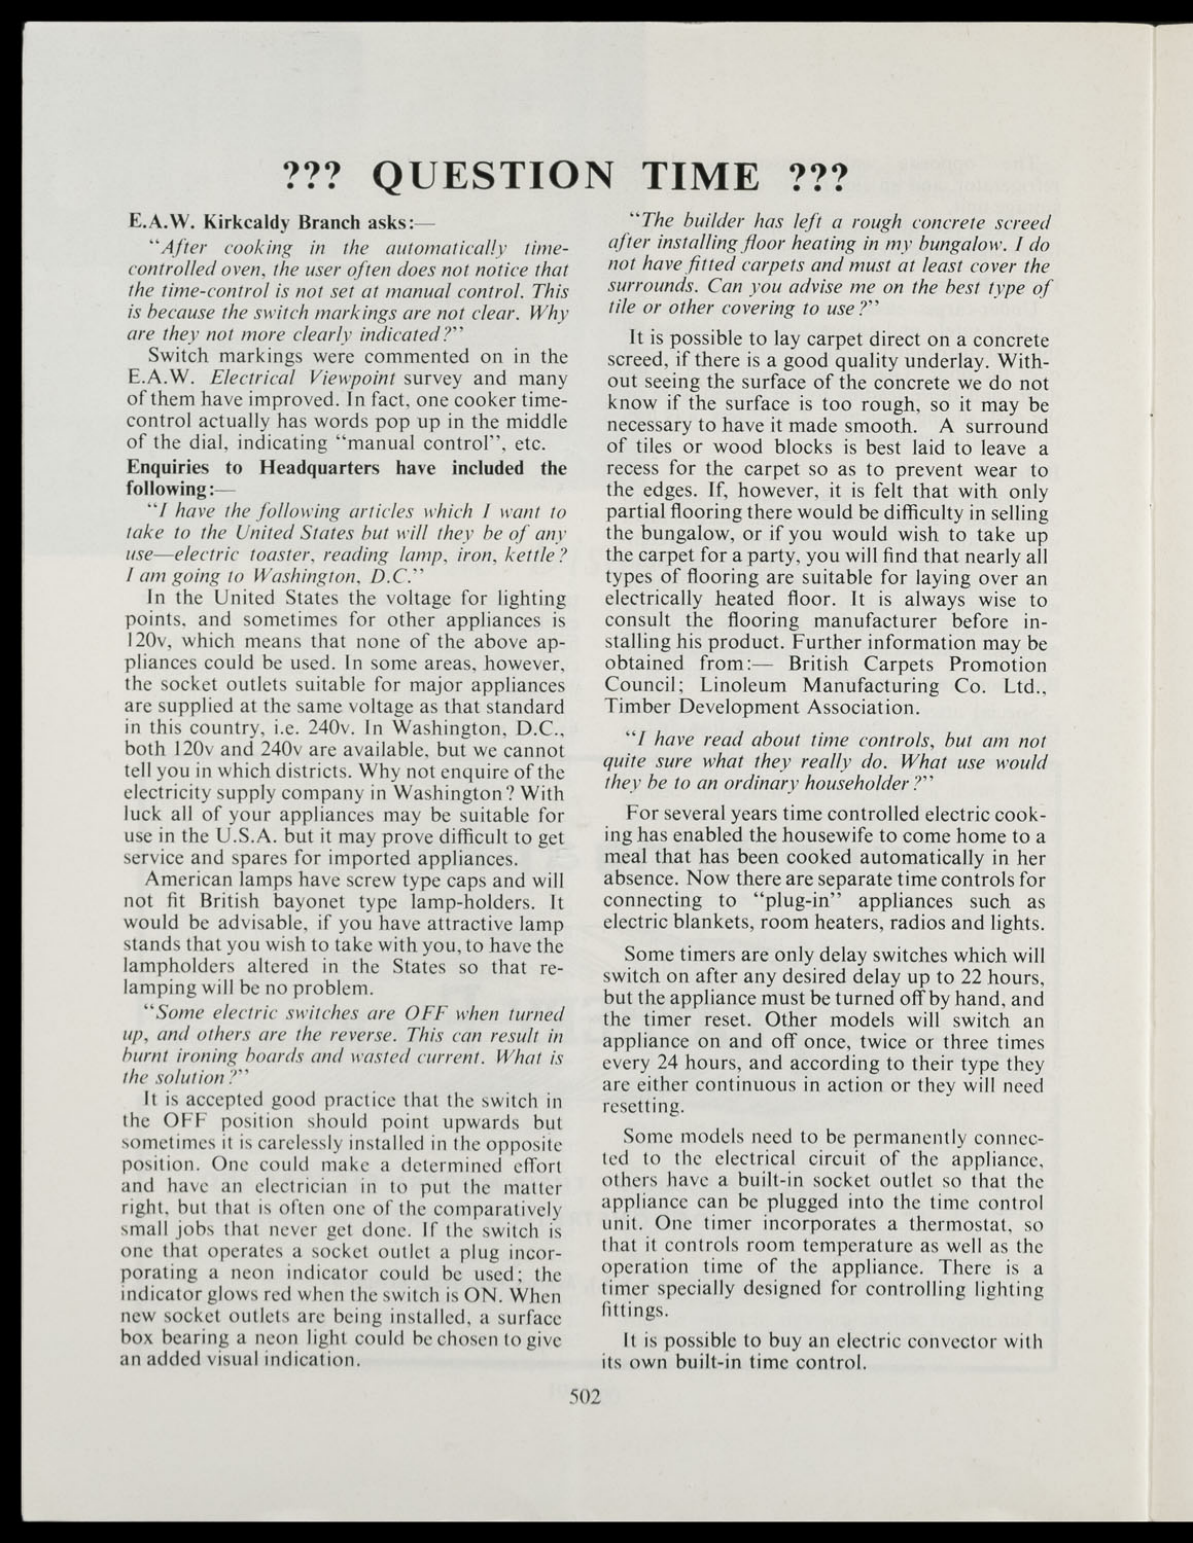 ??? QUESTION TIME ???
E.A.W. Kirkcaldy Branch asks:—
"After cooking in the automatically time-
controlled oven, the user often does not notice that
the time-control is not set at manual control. This
is because the switch markings are not clear. Why
are they not more clearly indicated?"
Switch markings were commented on in the
E.A.W. Electrical Viewpoint survey and many
of them have improved. In fact, one cooker time-
control actually has words pop up in the middle
of the dial, indicating "manual control", etc.
Enquiries to Headquarters have included the
following:—
"I have the following articles which I want to
take to the United States but will they be of any
use—electric toaster, reading lamp, iron, kettle?
I am going to Washington, D.C."
In the United States the voltage for lighting
points, and sometimes for other appliances is
120v, which means that none of the above ap-
pliances could be used. In some areas, however,
the socket outlets suitable for major appliances
are supplied at the same voltage as that standard
in this country, i.e. 240v. In Washington, D.C.,
both 120v and 240v are available, but we cannot
tell you in which districts. Why not enquire of the
electricity supply company in Washington? With
luck all of your appliances may be suitable for
use in the U.S.A. but it may prove difficult to get
service and spares for imported appliances.
American lamps have screw type caps and will
not fit British bayonet type lamp-holders. It
would be advisable, if you have attractive lamp
stands that you wish to take with you, to have the
lampholders altered in the States so that re-
lamping will be no problem.
"Some electric switches are OFF when turned
up, and others are the reverse. This can result in
burnt ironing boards and wasted current. What is
the solution?"
It is accepted good practice that the switch in
the OFF position should point upwards but
sometimes it is carelessly installed in the opposite
position. One could make a determined effort
and have an electrician in to put the matter
right, but that is often one of the comparatively
small jobs that never get done. If the switch is
one that operates a socket outlet a plug incor-
porating a neon indicator could be used; the
indicator glows red when the switch is ON. When
new socket outlets are being installed, a surface
box bearing a neon light could be chosen to give
an added visual indication.
"The builder has left a rough concrete screed
after installing floor heating in my bungalow. I do
not have fitted carpets and must at least cover the
surrounds. Can you advise me on the best type of
tile or other covering to use?"
It is possible to lay carpet direct on a concrete
screed, if there is a good quality underlay. With-
out seeing the surface of the concrete we do not
know if the surface is too rough, so it may be
necessary to have it made smooth. A surround
of tiles or wood blocks is best laid to leave a
recess for the carpet so as to prevent wear to
the edges. If, however, it is felt that with only
partial flooring there would be difficulty in selling
the bungalow, or if you would wish to take up
the carpet for a party, you will find that nearly all
types of flooring are suitable for laying over an
electrically heated floor. It is always wise to
consult the flooring manufacturer before in-
stalling his product. Further information may be
obtained from:— British Carpets Promotion
Council; Linoleum Manufacturing Co. Ltd.,
Timber Development Association.
"I have read about time controls, but am not
quite sure what they really do. What use would
they be to an ordinary householder?"
For several years time controlled electric cook-
ing has enabled the housewife to come home to a
meal that has been cooked automatically in her
absence. Now there are separate time controls for
connecting to "plug-in" appliances such as
electric blankets, room heaters, radios and lights.
Some timers are only delay switches which will
switch on after any desired delay up to 22 hours,
but the appliance must be turned off by hand, and
the timer reset. Other models will switch an
appliance on and off once, twice or three times
every 24 hours, and according to their type they
are either continuous in action or they will need
resetting.
Some models need to be permanently connec-
ted to the electrical circuit of the appliance,
others have a built-in socket outlet so that the
appliance can be plugged into the time control
unit. One timer incorporates a thermostat, so
that it controls room temperature as well as the
operation time of the appliance. There is a
timer specially designed for controlling lighting
fittings.
It is possible to buy an electric convector with
its own built-in time control.
502